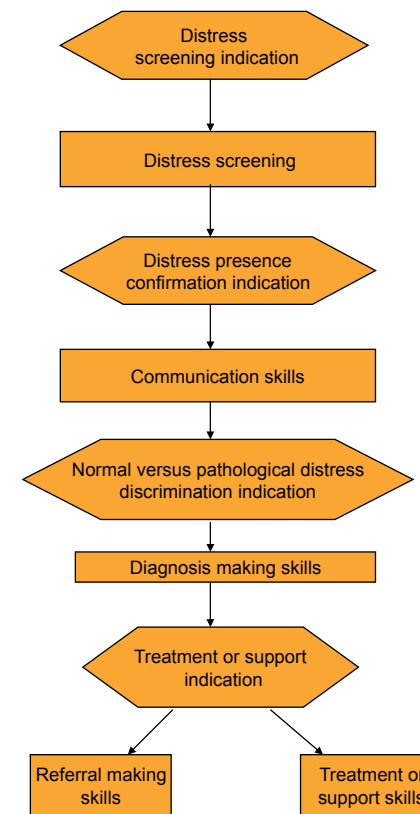 Distress
screening indication
Distress screening
Distress presence
confirmation indication
Communication skills
Normal versus pathological distress
discrimination indication
Diagnosis making skills
Treatment or support
indication
Referral making
skills
Treatment or
support skills